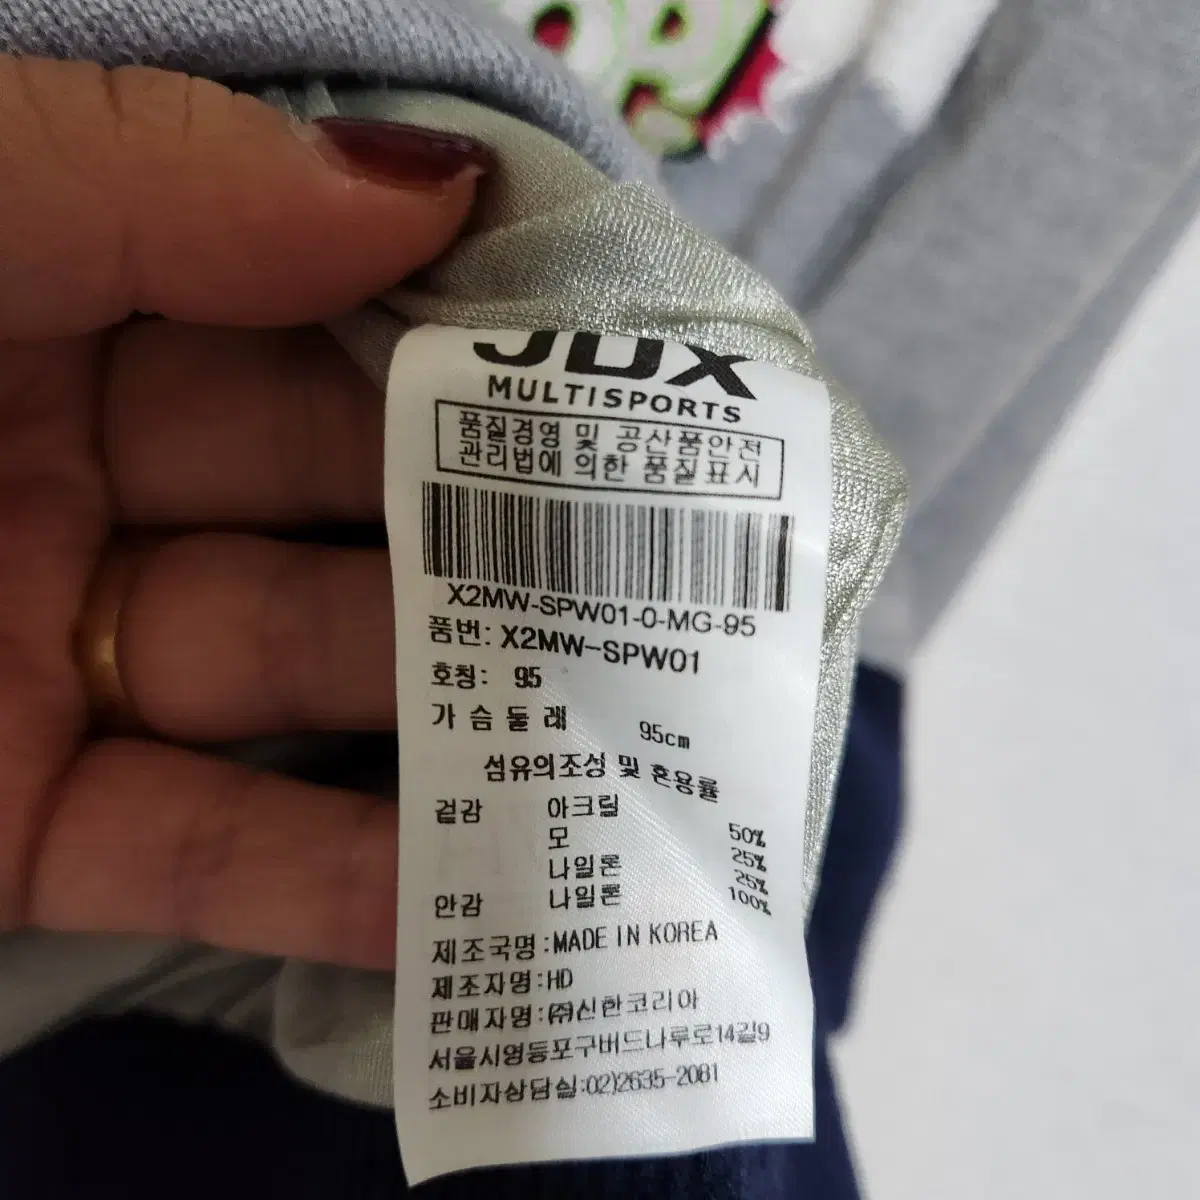 JDX
MULTISPORTS
품질경영 및 공산품안전
관리법에 의한 품질표시
X2MW-SPW01-0-MG-95
품번: X2MW-SPW01
호칭: 95
가슴둘레 95cm
섬유의조성 및 혼용률
겉감 아크릴 50%
모 25%
나일론 25%
안감 나일론 100%
제조국명:MADE IN KOREA
제조자명:HD
판매자명:㈜신한코리아
서울시영등포구버드나루로14길9
소비자상담실:02)2635-2081